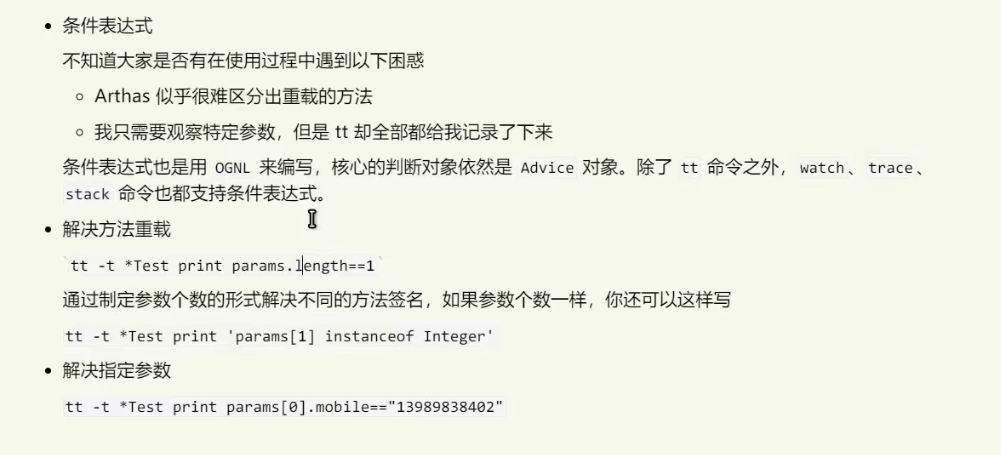 条件表达式
不知道大家是否有在使用过程中遇到以下困惑
Arthas 似乎很难区分出重载的方法
我只需要观察特定参数，但是 tt 却全部都给我记录了下来
条件表达式也是用 OGNL 来编写，核心的判断对象依然是 Advice 对象。除了 tt 命令之外， watch、 trace、
stack 命令也都支持条件表达式。
解决方法重载
`tt -t *Test print params.length==1`
通过制定参数个数的形式解决不同的方法签名，如果参数个数一样，你还可以这样写
tt -t *Test print 'params[1] instanceof Integer'
解决指定参数
tt -t *Test print params[0].mobile=="13989838402"